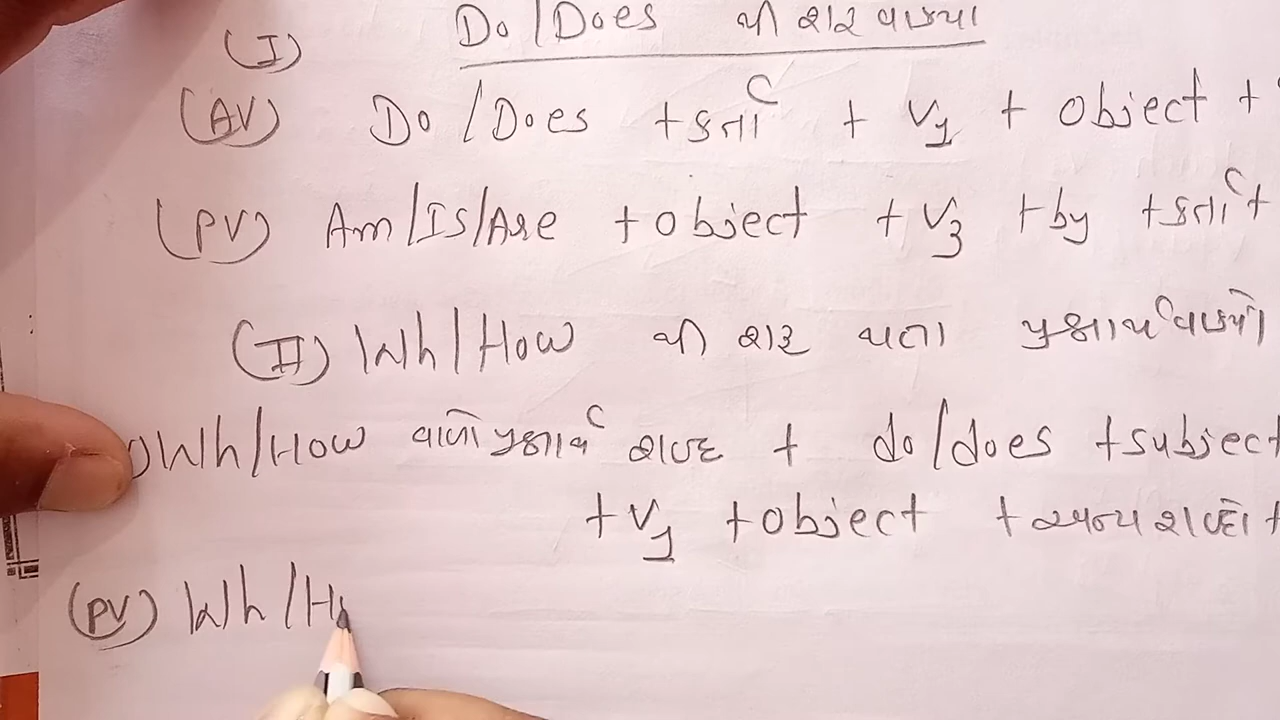 (I) Do/Does થી શરૂ વાક્યો
(AV) Do/Does + કર્તા + V1 + object +
(PV) Am/Is/Are + object + V3 + by + કર્તા +
(II) Wh/How થી શરૂ થતા પ્રશ્નાર્થ વાક્યો
) Wh/How વાળો પ્રશ્નાર્થ શબ્દ + do/does + subject
+ V1 + object + અન્ય શબ્દો +
(PV) Wh/H